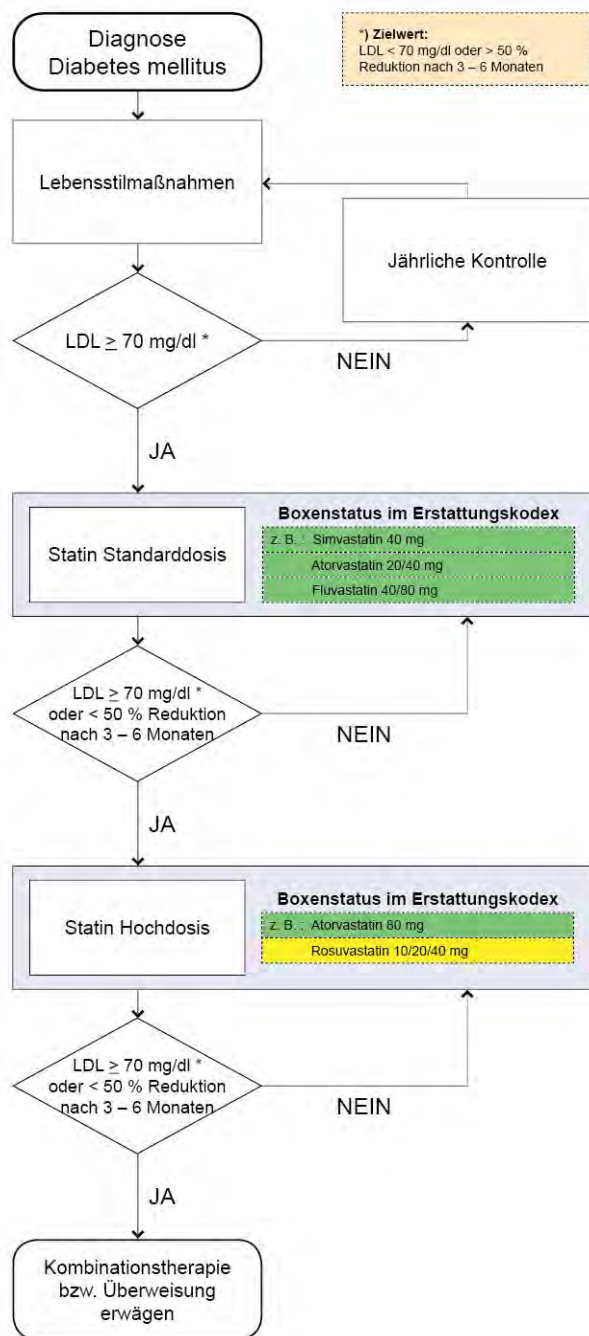 Diagnose
Diabetes mellitus
*) Zielwert:
LDL < 70 mg/dl oder > 50 %
Reduktion nach 3 – 6 Monaten
Lebensstilmaßnahmen
Jährliche Kontrolle
LDL ≥ 70 mg/dl *
NEIN
JA
Boxenstatus im Erstattungskodex
Statin Standarddosis
z. B. : Simvastatin 40 mg
Atorvastatin 20/40 mg
Fluvastatin 40/80 mg
LDL ≥ 70 mg/dl *
oder < 50 % Reduktion
nach 3 – 6 Monaten
NEIN
JA
Boxenstatus im Erstattungskodex
Statin Hochdosis
z. B. : Atorvastatin 80 mg
Rosuvastatin 10/20/40 mg
LDL ≥ 70 mg/dl *
oder < 50 % Reduktion
nach 3 – 6 Monaten
NEIN
JA
Kombinationstherapie
bzw. Überweisung
erwägen